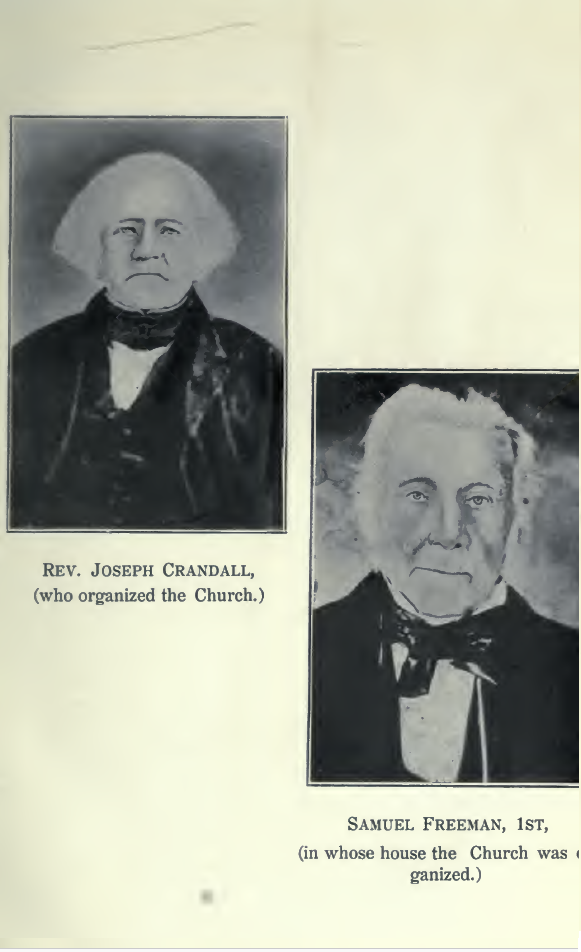 REV. JOSEPH CRANDALL,
(who organized the Church.)
SAMUEL FREEMAN, 1ST,
(in whose house the Church was
ganized.)